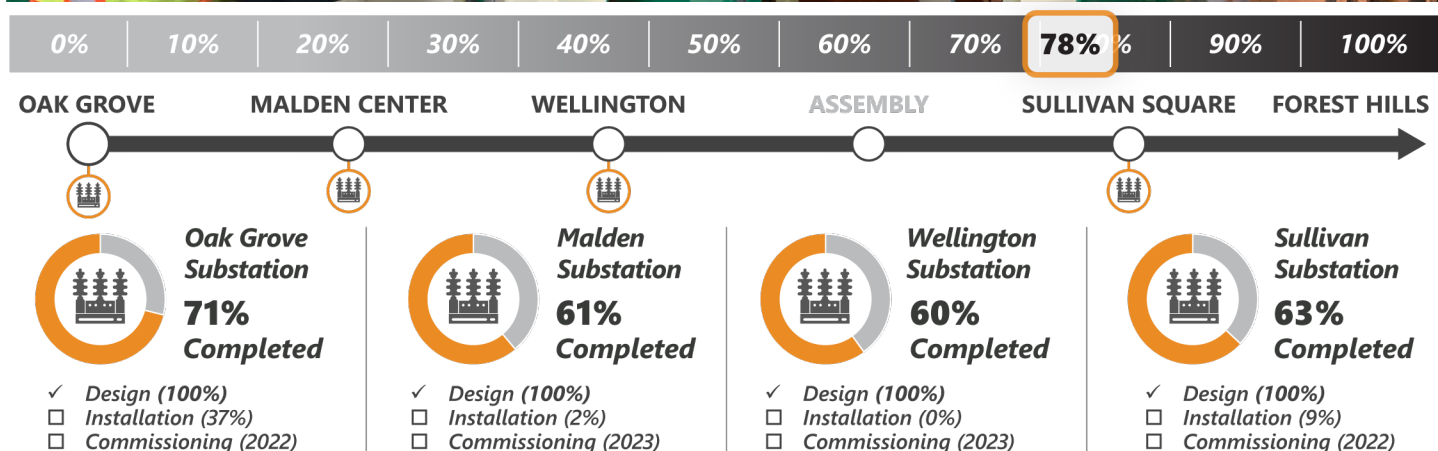 0% 10% 20% 30% 40% 50% 60% 70% 78% % 90% 100%
OAK GROVE MALDEN CENTER WELLINGTON ASSEMBLY SULLIVAN SQUARE FOREST HILLS
Oak Grove
Substation
71%
Completed
✓ Design (100%)
☐ Installation (37%)
☐ Commissioning (2022)
Malden
Substation
61%
Completed
✓ Design (100%)
☐ Installation (2%)
☐ Commissioning (2023)
Wellington
Substation
60%
Completed
✓ Design (100%)
☐ Installation (0%)
☐ Commissioning (2023)
Sullivan
Substation
63%
Completed
✓ Design (100%)
☐ Installation (9%)
☐ Commissioning (2022)